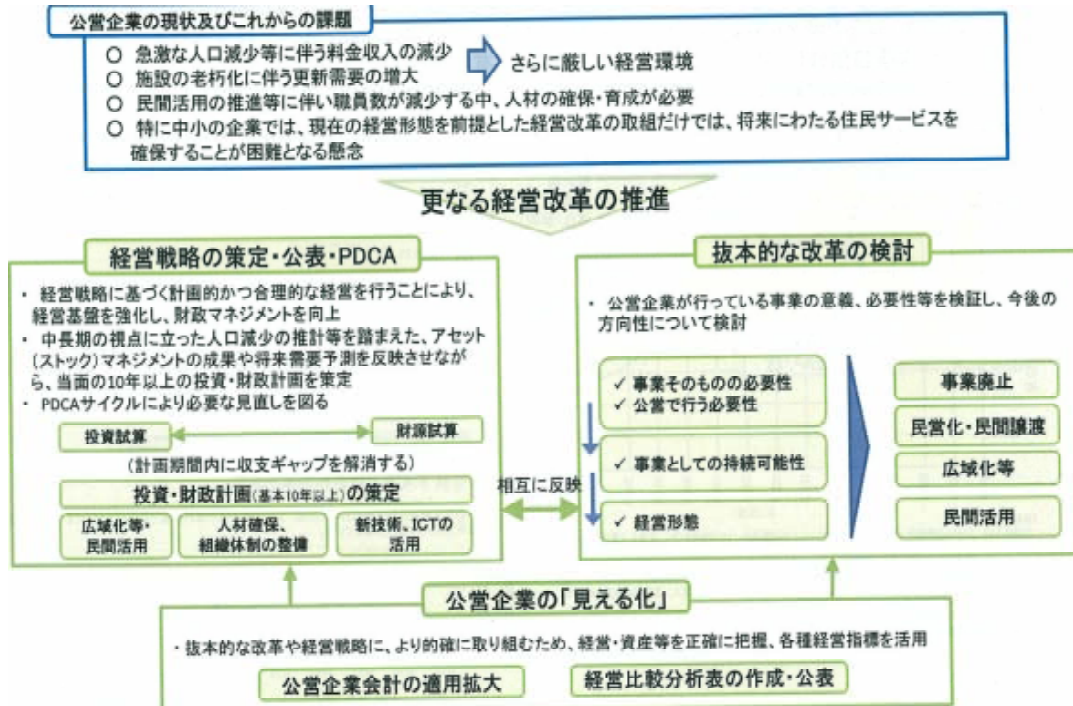 公営企業の現状及びこれからの課題
○ 急激な人口減少等に伴う料金収入の減少
○ 施設の老朽化に伴う更新需要の増大
さらに厳しい経営環境
○ 民間活用の推進等に伴い職員数が減少する中、人材の確保・育成が必要
○ 特に中小の企業では、現在の経営形態を前提とした経営改革の取組だけでは、将来にわたる住民サービスを
確保することが困難となる懸念
更なる経営改革の推進
経営戦略の策定・公表・PDCA
・ 経営戦略に基づく計画的かつ合理的な経営を行うことにより、
経営基盤を強化し、財政マネジメントを向上
・ 中長期の視点に立った人口減少の推計等を踏まえた、アセット
(ストック)マネジメントの成果や将来需要予測を反映させなが
ら、当面の10年以上の投資・財政計画を策定
・ PDCAサイクルにより必要な見直しを図る
投資試算
財源試算
(計画期間内に収支ギャップを解消する)
投資・財政計画(基本10年以上)の策定
広域化等・
民間活用
人材確保、
組織体制の整備
新技術、ICTの
活用
相互に反映
抜本的な改革の検討
・ 公営企業が行っている事業の意義、必要性等を検証し、今後の
方向性について検討
✓ 事業そのものの必要性
✓ 公営で行う必要性
✓ 事業としての持続可能性
✓ 経営形態
事業廃止
民営化・民間譲渡
広域化等
民間活用
公営企業の「見える化」
・抜本的な改革や経営戦略に、より的確に取り組むため、経営・資産等を正確に把握、各種経営指標を活用
公営企業会計の適用拡大
経営比較分析表の作成・公表